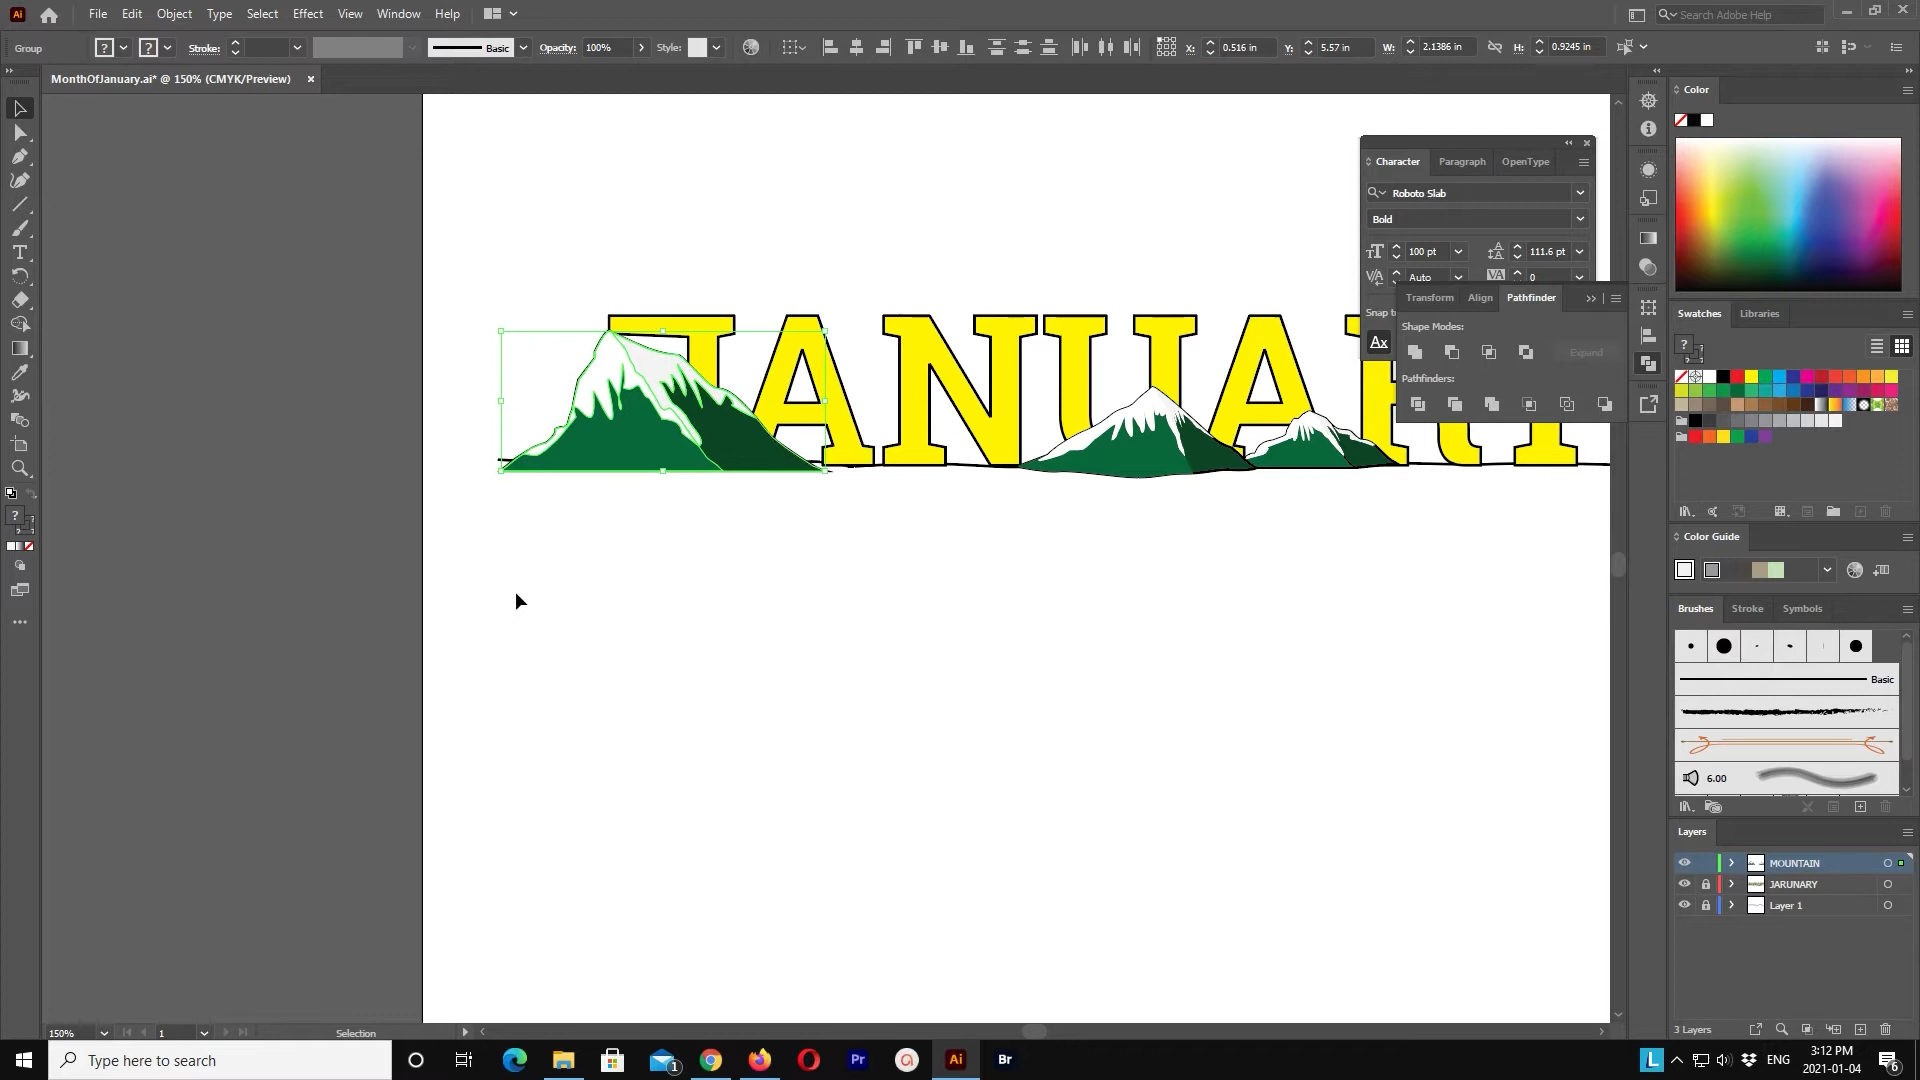 File Edit Object Type Select Effect View Window Help
Search Adobe Help
Group
Stroke:
Basic
Opacity: 100%
Style:
X: 0.516 in
Y: 5.57 in
W: 2.1386 in
H: 0.9245 in
MonthOfJanuary.ai* @ 150% (CMYK/Preview)
Color
Character Paragraph OpenType
Roboto Slab
Bold
100 pt
111.6 pt
Auto
0
Snap t
Transform Align Pathfinder
Shape Modes:
Expand
Pathfinders:
JANUAR
Swatches Libraries
Color Guide
Brushes Stroke Symbols
Basic
6.00
Layers
MOUNTAIN
JARUNARY
Layer 1
3 Layers
150%
1
Selection
Type here to search
ENG
3:12 PM
2021-01-04